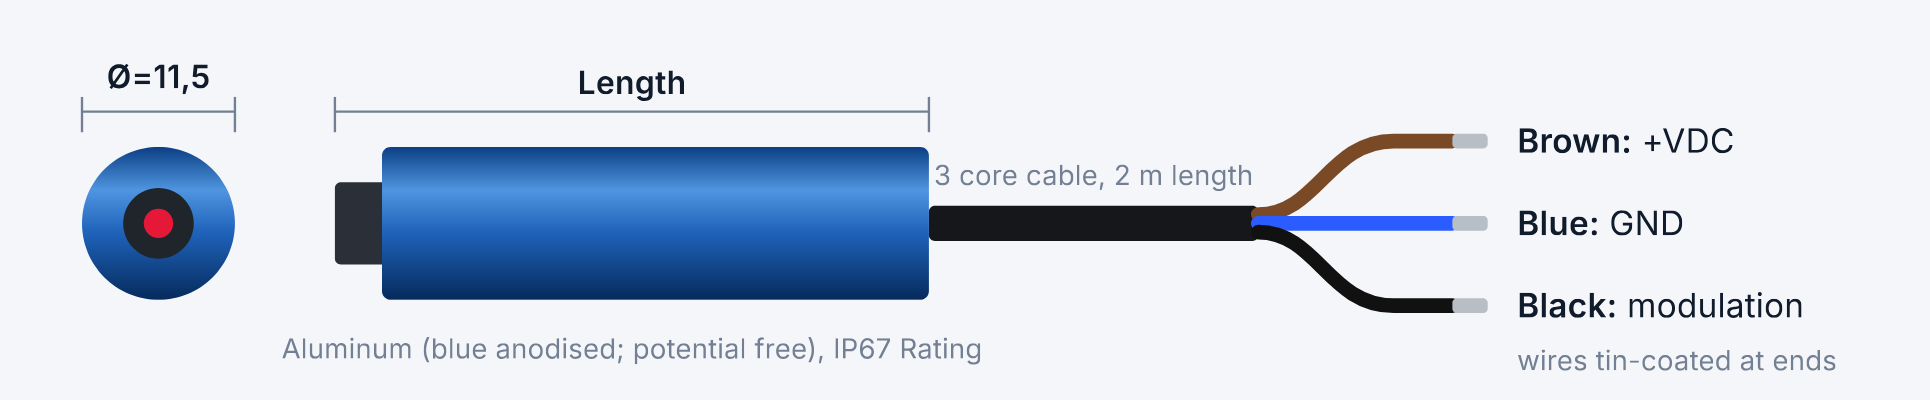 Ø=11,5
Length
3 core cable, 2 m length
Brown: +VDC
Blue: GND
Black: modulation
wires tin-coated at ends
Aluminum (blue anodised; potential free), IP67 Rating